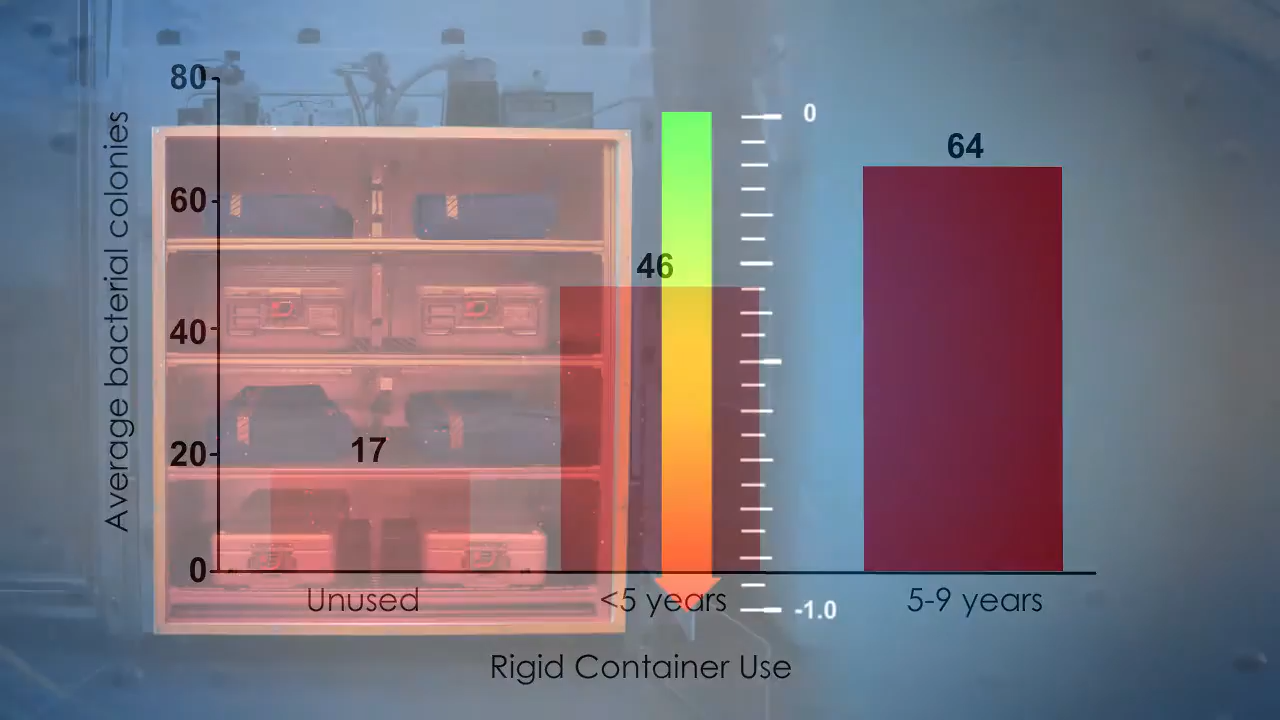 Average bacterial colonies
80
60
40
20
0
17
46
64
0
-1.0
Unused
<5 years
5-9 years
Rigid Container Use